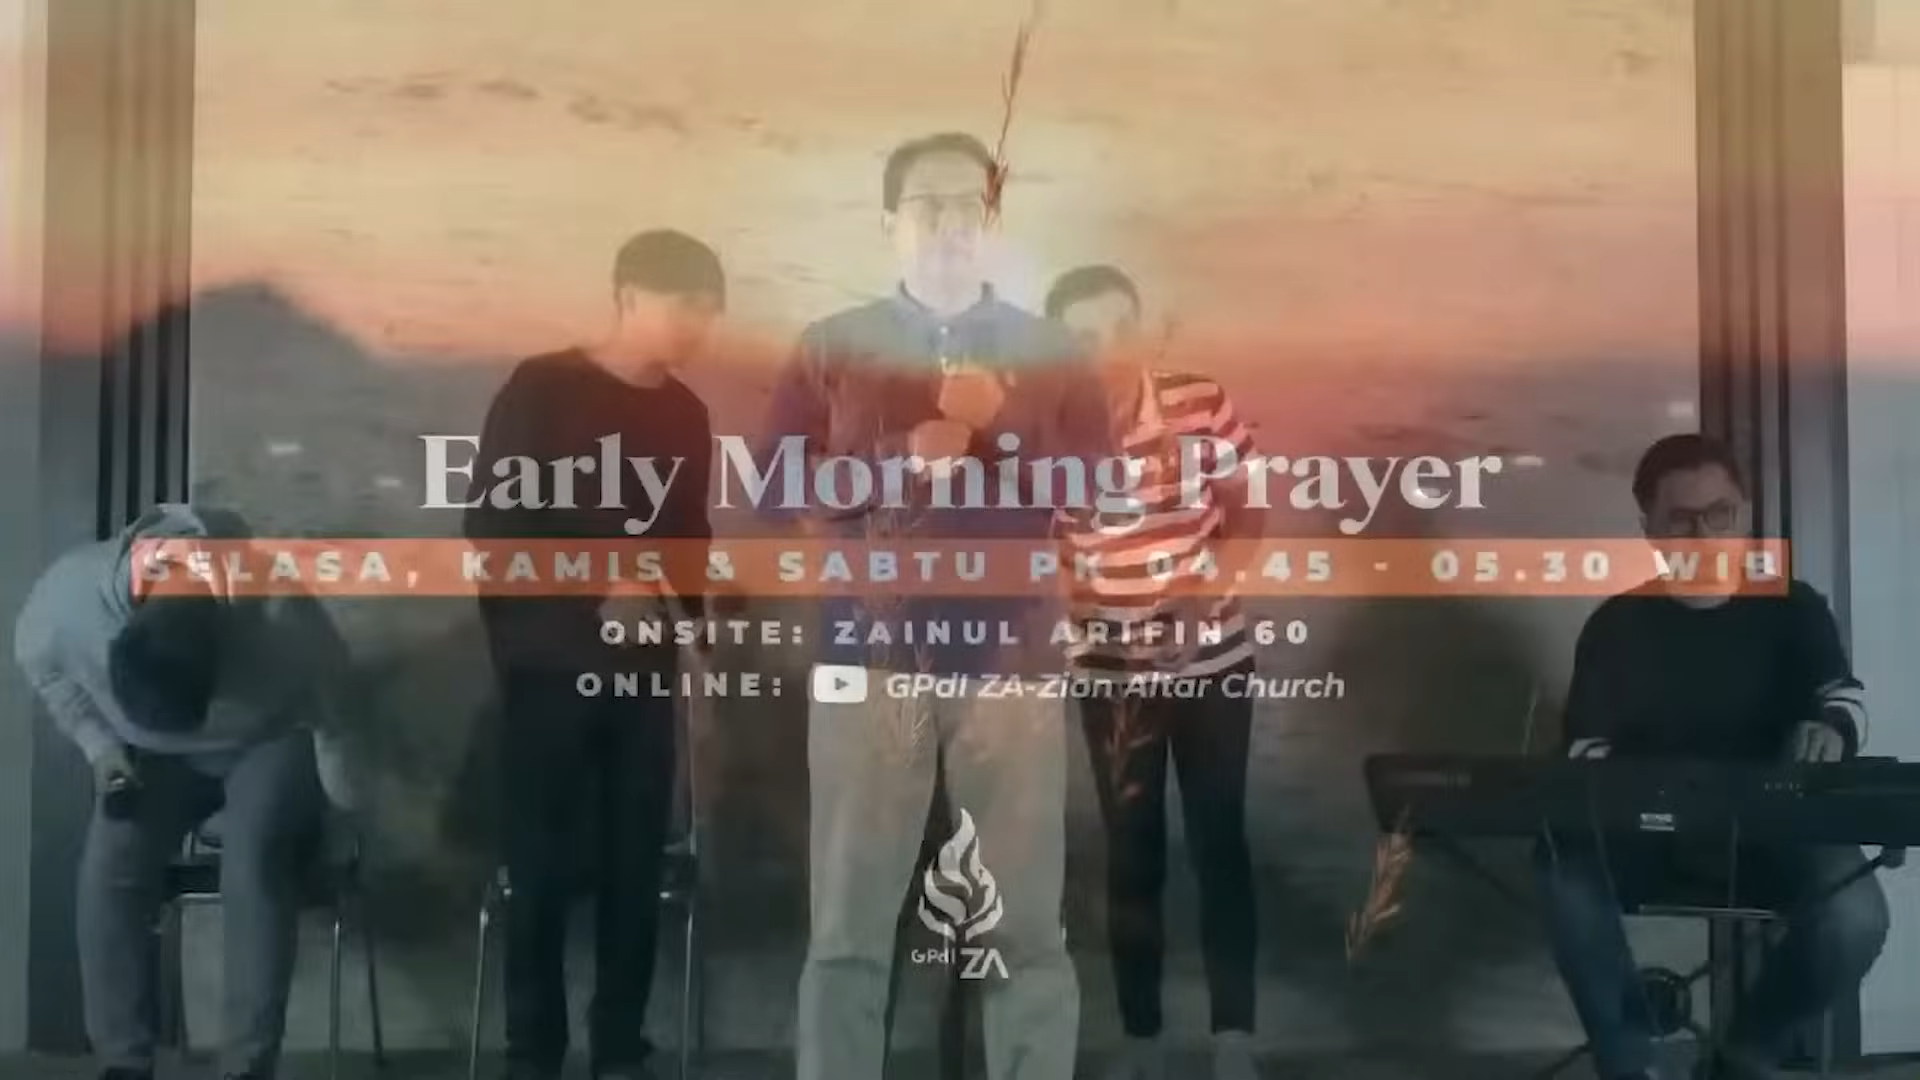 Early Morning Prayer
SELASA, KAMIS & SABTU PK 04.45 - 05.30 WIB
ONSITE: ZAINUL ARIFIN 60
ONLINE: GPdI ZA-Zion Altar Church
GPdI ZA